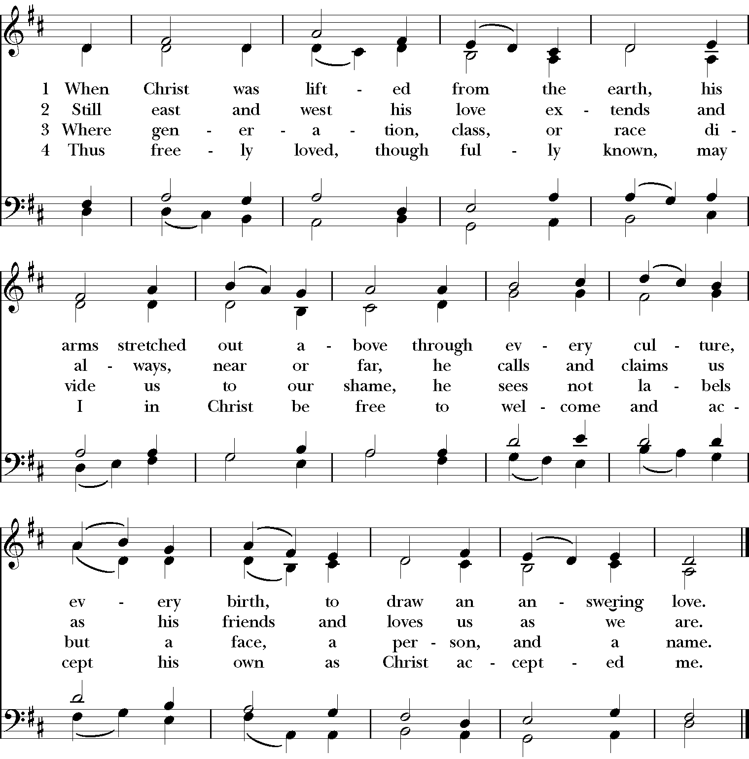 1 When Christ was lift - ed from the earth, his
2 Still east and west his love ex - tends and
3 Where gen - er - a - tion, class, or race di -
4 Thus free - ly loved, though ful - ly known, may
arms stretched out a - bove through ev - ery cul - ture,
al - ways, near or far, he calls and claims us
vide us to our shame, he sees not la - bels
I in Christ be free to wel - come and ac -
ev - ery birth, to draw an an - swering love.
as his friends and loves us as we are.
but a face, a per - son, and a name.
cept his own as Christ ac - cept - ed me.